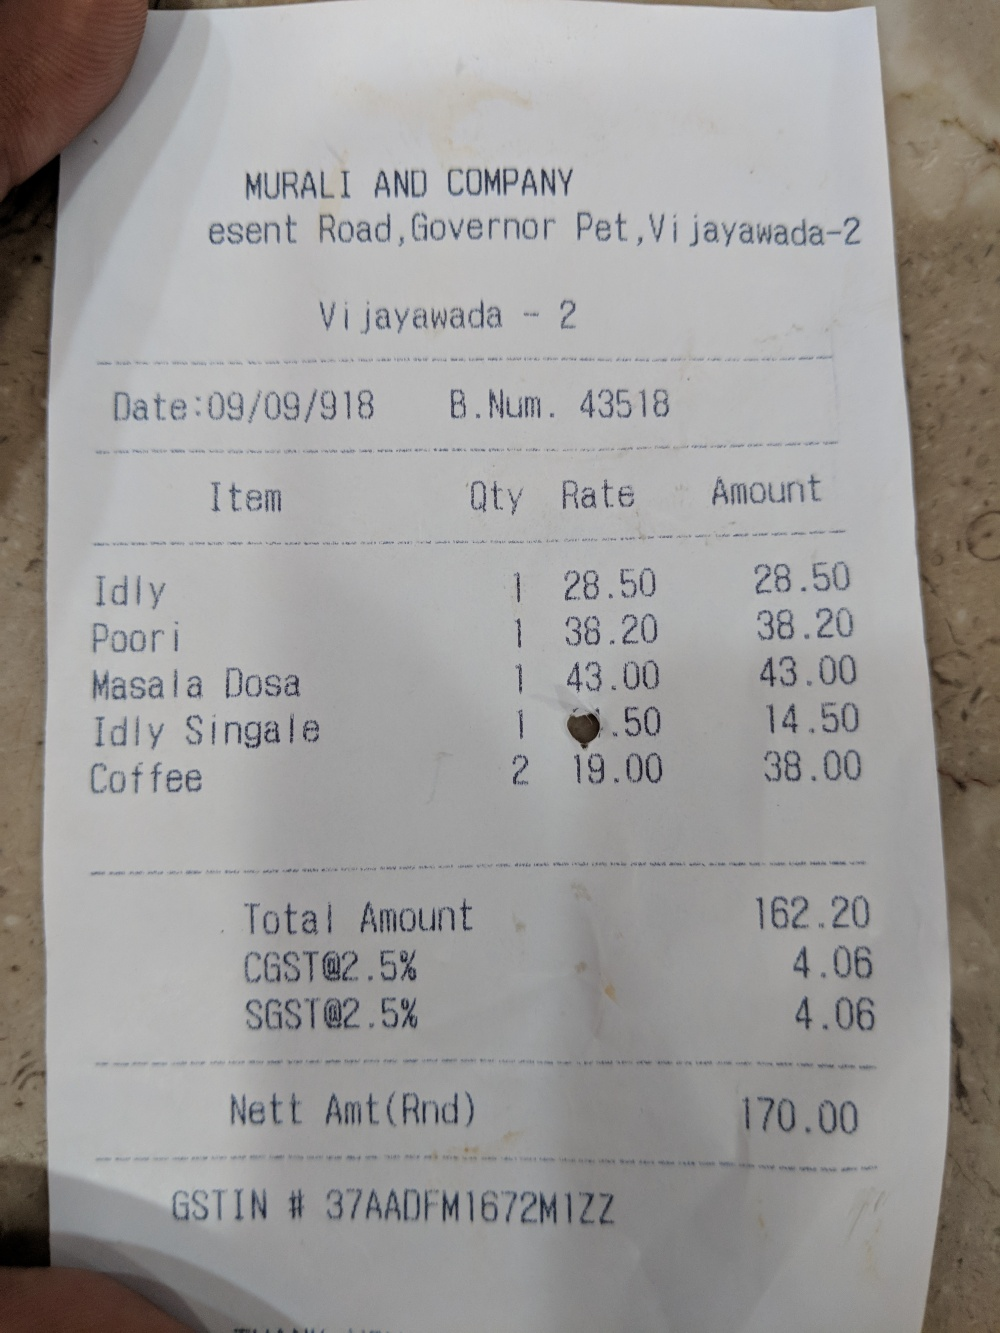 MURALI AND COMPANY
esent Road,Governor Pet,Vijayawada-2
Vijayawada - 2
Date:09/09/918 B.Num. 43518
Item Qty Rate Amount
Idly 1 28.50 28.50
Poori 1 38.20 38.20
Masala Dosa 1 43.00 43.00
Idly Singale 1 .50 14.50
Coffee 2 19.00 38.00
Total Amount 162.20
CGST@2.5% 4.06
SGST@2.5% 4.06
Nett Amt(Rnd) 170.00
GSTIN # 37AADFM1672M1ZZ